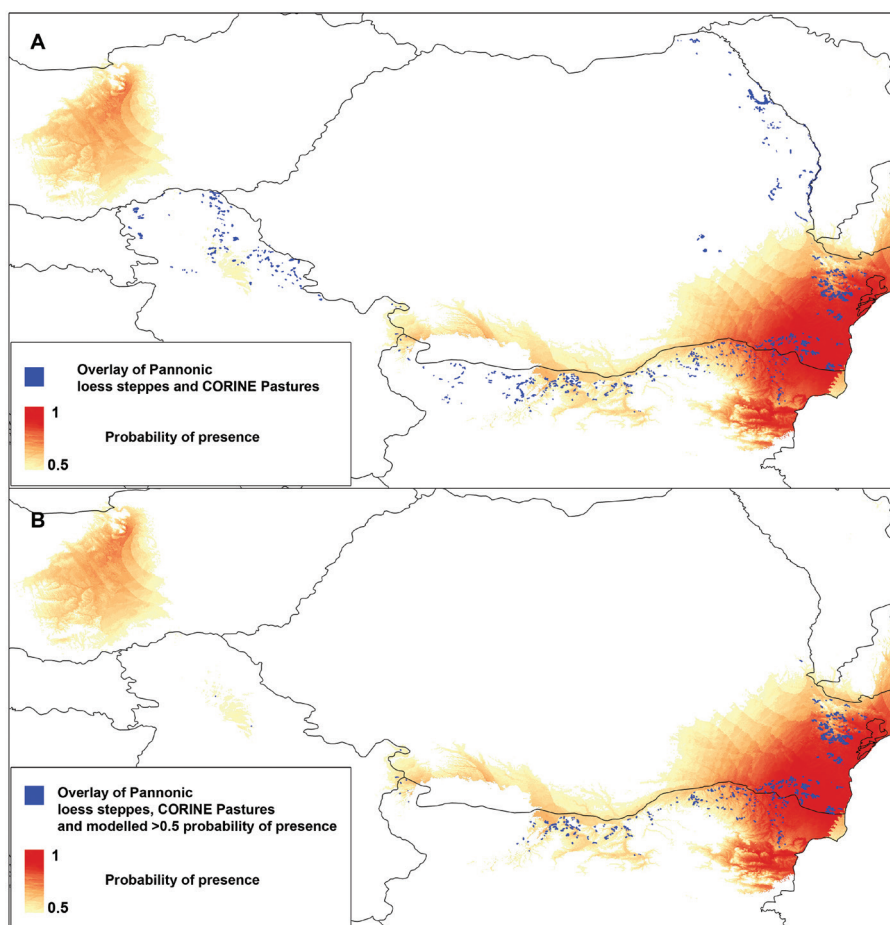 A
Overlay of Pannonic
loess steppes and CORINE Pastures
1
Probability of presence
0.5
B
Overlay of Pannonic
loess steppes, CORINE Pastures
and modelled >0.5 probability of presence
1
Probability of presence
0.5